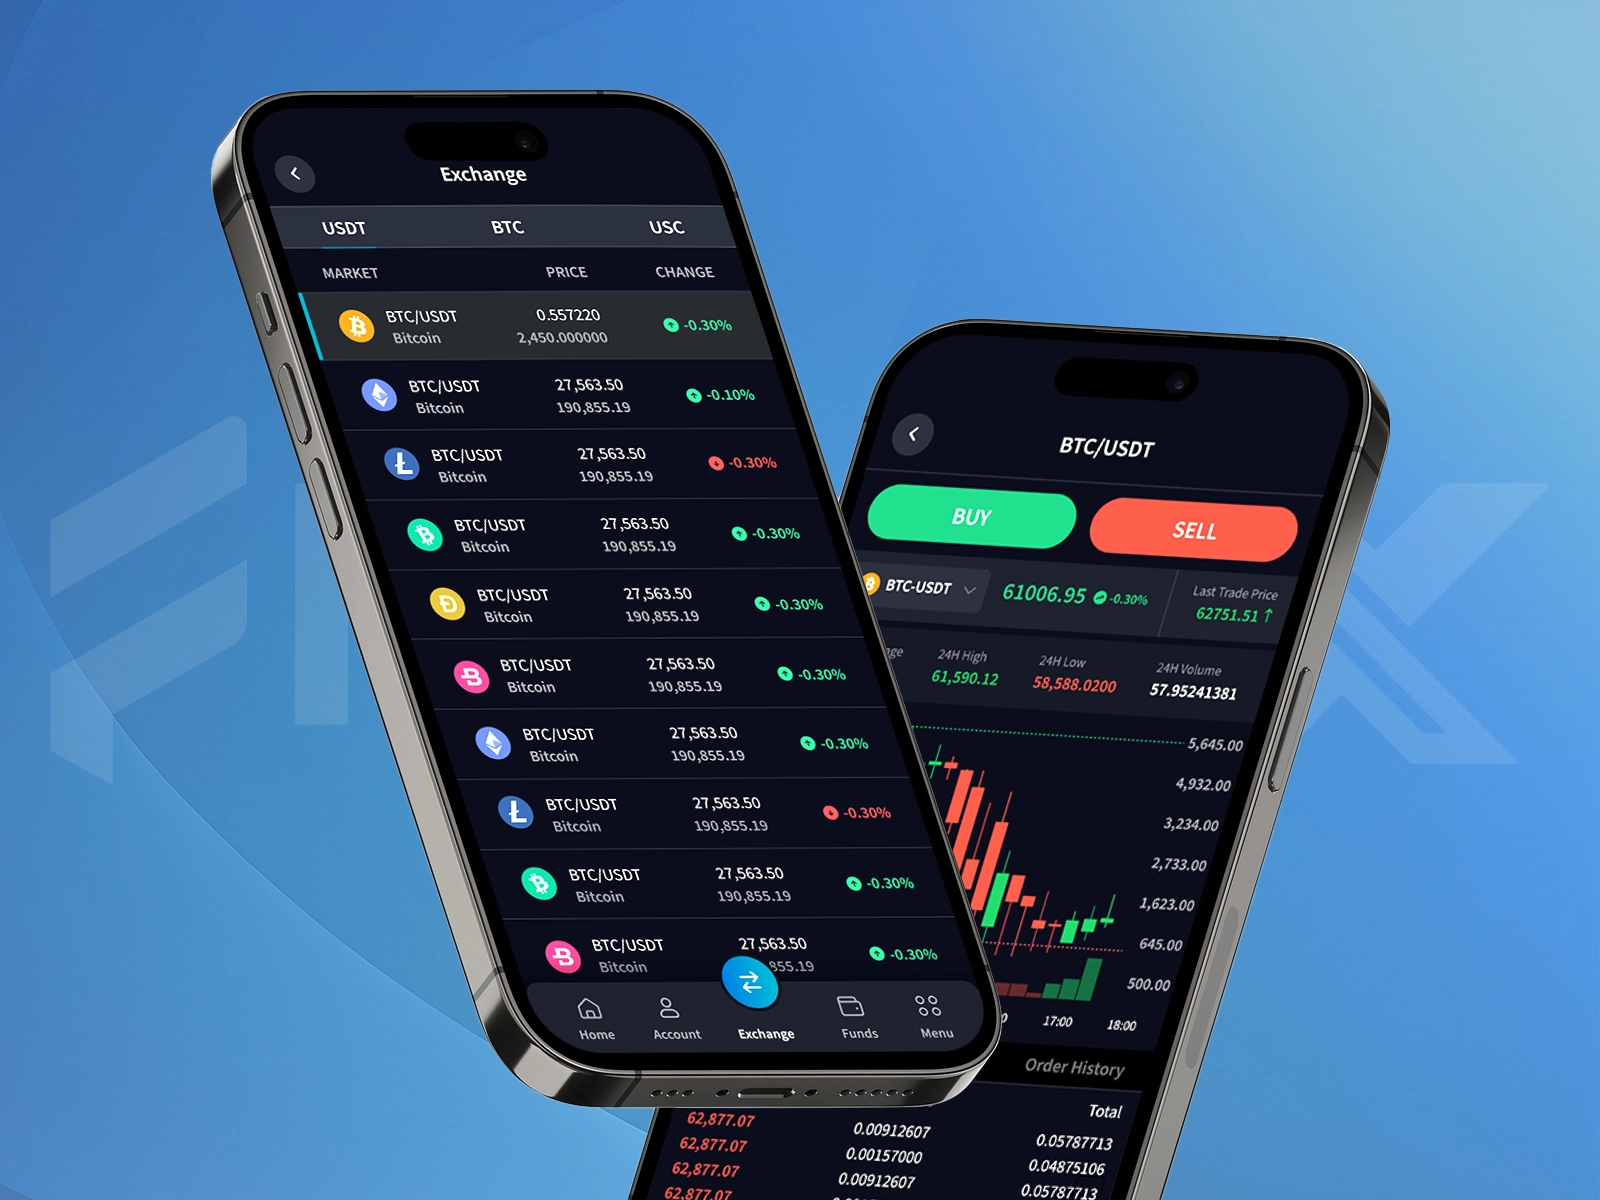 Exchange
USDT BTC USC
MARKET PRICE CHANGE
BTC/USDT 0.557220 -0.30%
Bitcoin 2,450.000000
BTC/USDT 27,563.50 -0.10%
Bitcoin 190,855.19
BTC/USDT 27,563.50 -0.30%
Bitcoin 190,855.19
BTC/USDT 27,563.50 -0.30%
Bitcoin 190,855.19
BTC/USDT 27,563.50 -0.30%
Bitcoin 190,855.19
BTC/USDT 27,563.50 -0.30%
Bitcoin 190,855.19
BTC/USDT 27,563.50 -0.30%
Bitcoin 190,855.19
BTC/USDT 27,563.50 -0.30%
Bitcoin 190,855.19
BTC/USDT 27,563.50 -0.30%
Bitcoin 190,855.19
BTC/USDT 27,563.50 -0.30%
Bitcoin 855.19
Home Account Exchange Funds Menu
BTC/USDT
BUY SELL
BTC-USDT 61006.95 -0.30%
Last Trade Price
62751.51↑
24H High 24H Low 24H Volume
61,590.12 58,588.0200 57.95241381
5,645.00
4,932.00
3,234.00
2,733.00
1,623.00
645.00
500.00
17:00 18:00
Order History
Total
62,877.07 0.00912607 0.05787713
62,877.07 0.00157000 0.04875106
62,877.07 0.00912607 0.05787713
62,877.07